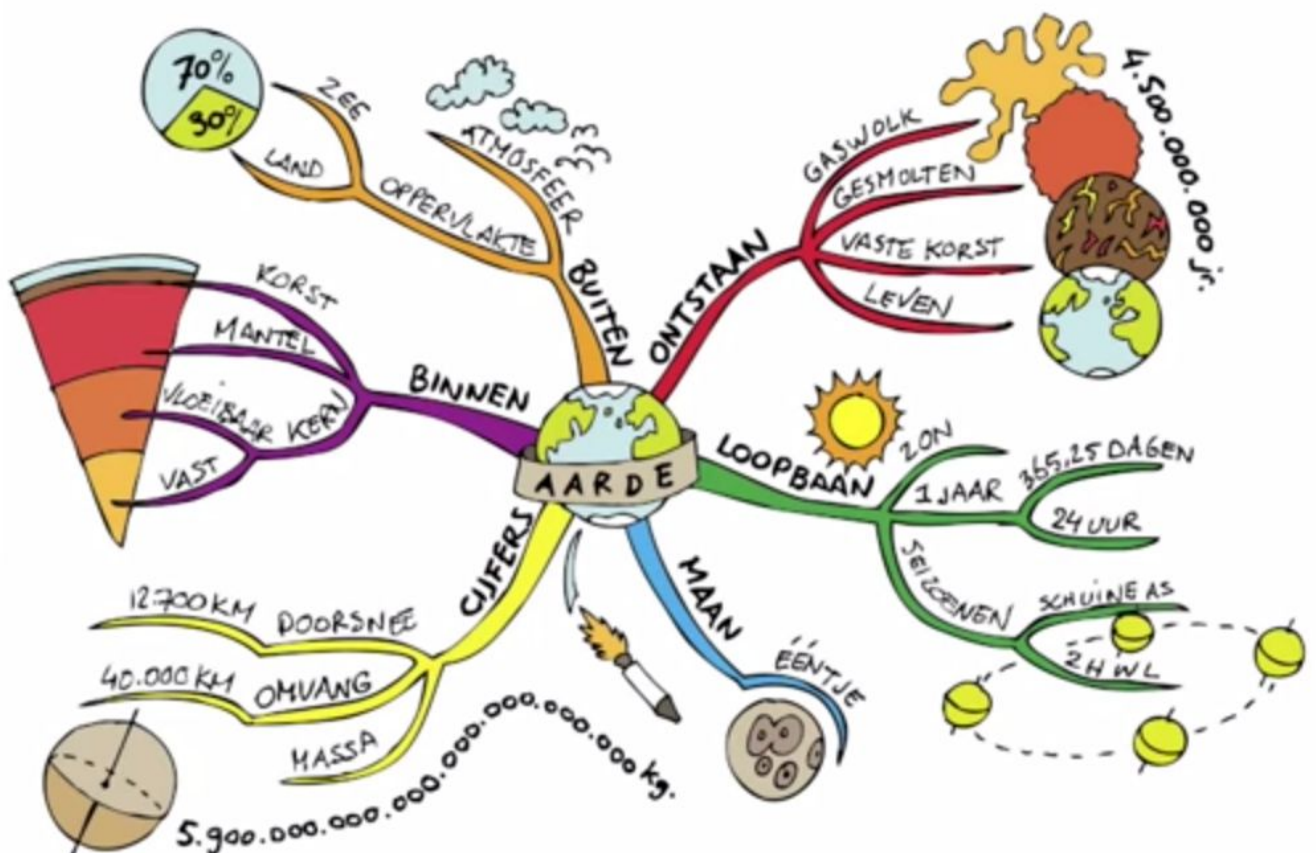 AARDE
ONTSTAAN
GASWOLK
GESMOLTEN
VASTE KORST
LEVEN
4.500.000.000 jr.
LOOPBAAN
ZON
1 JAAR
365,25 DAGEN
24 UUR
SEIZOENEN
SCHUINE AS
2 H WL
MAAN
ÉÉNTJE
CIJFERS
DOORSNEE
12.700 KM
OMVANG
40.000 KM
MASSA
5.900.000.000.000.000.000.000.000 kg.
BINNEN
KORST
MANTEL
KERN
VLOEIBAAR
VAST
BUITEN
OPPERVLAKTE
LAND
ZEE
70%
30%
ATMOSFEER